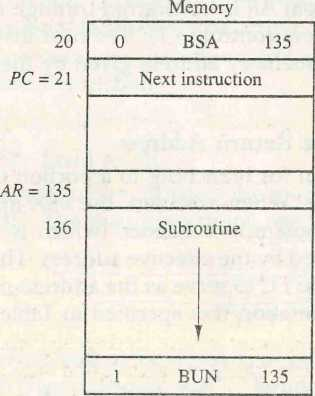 Memory
20 0 BSA 135
PC = 21 Next instruction
AR = 135
136 Subroutine
1 BUN 135